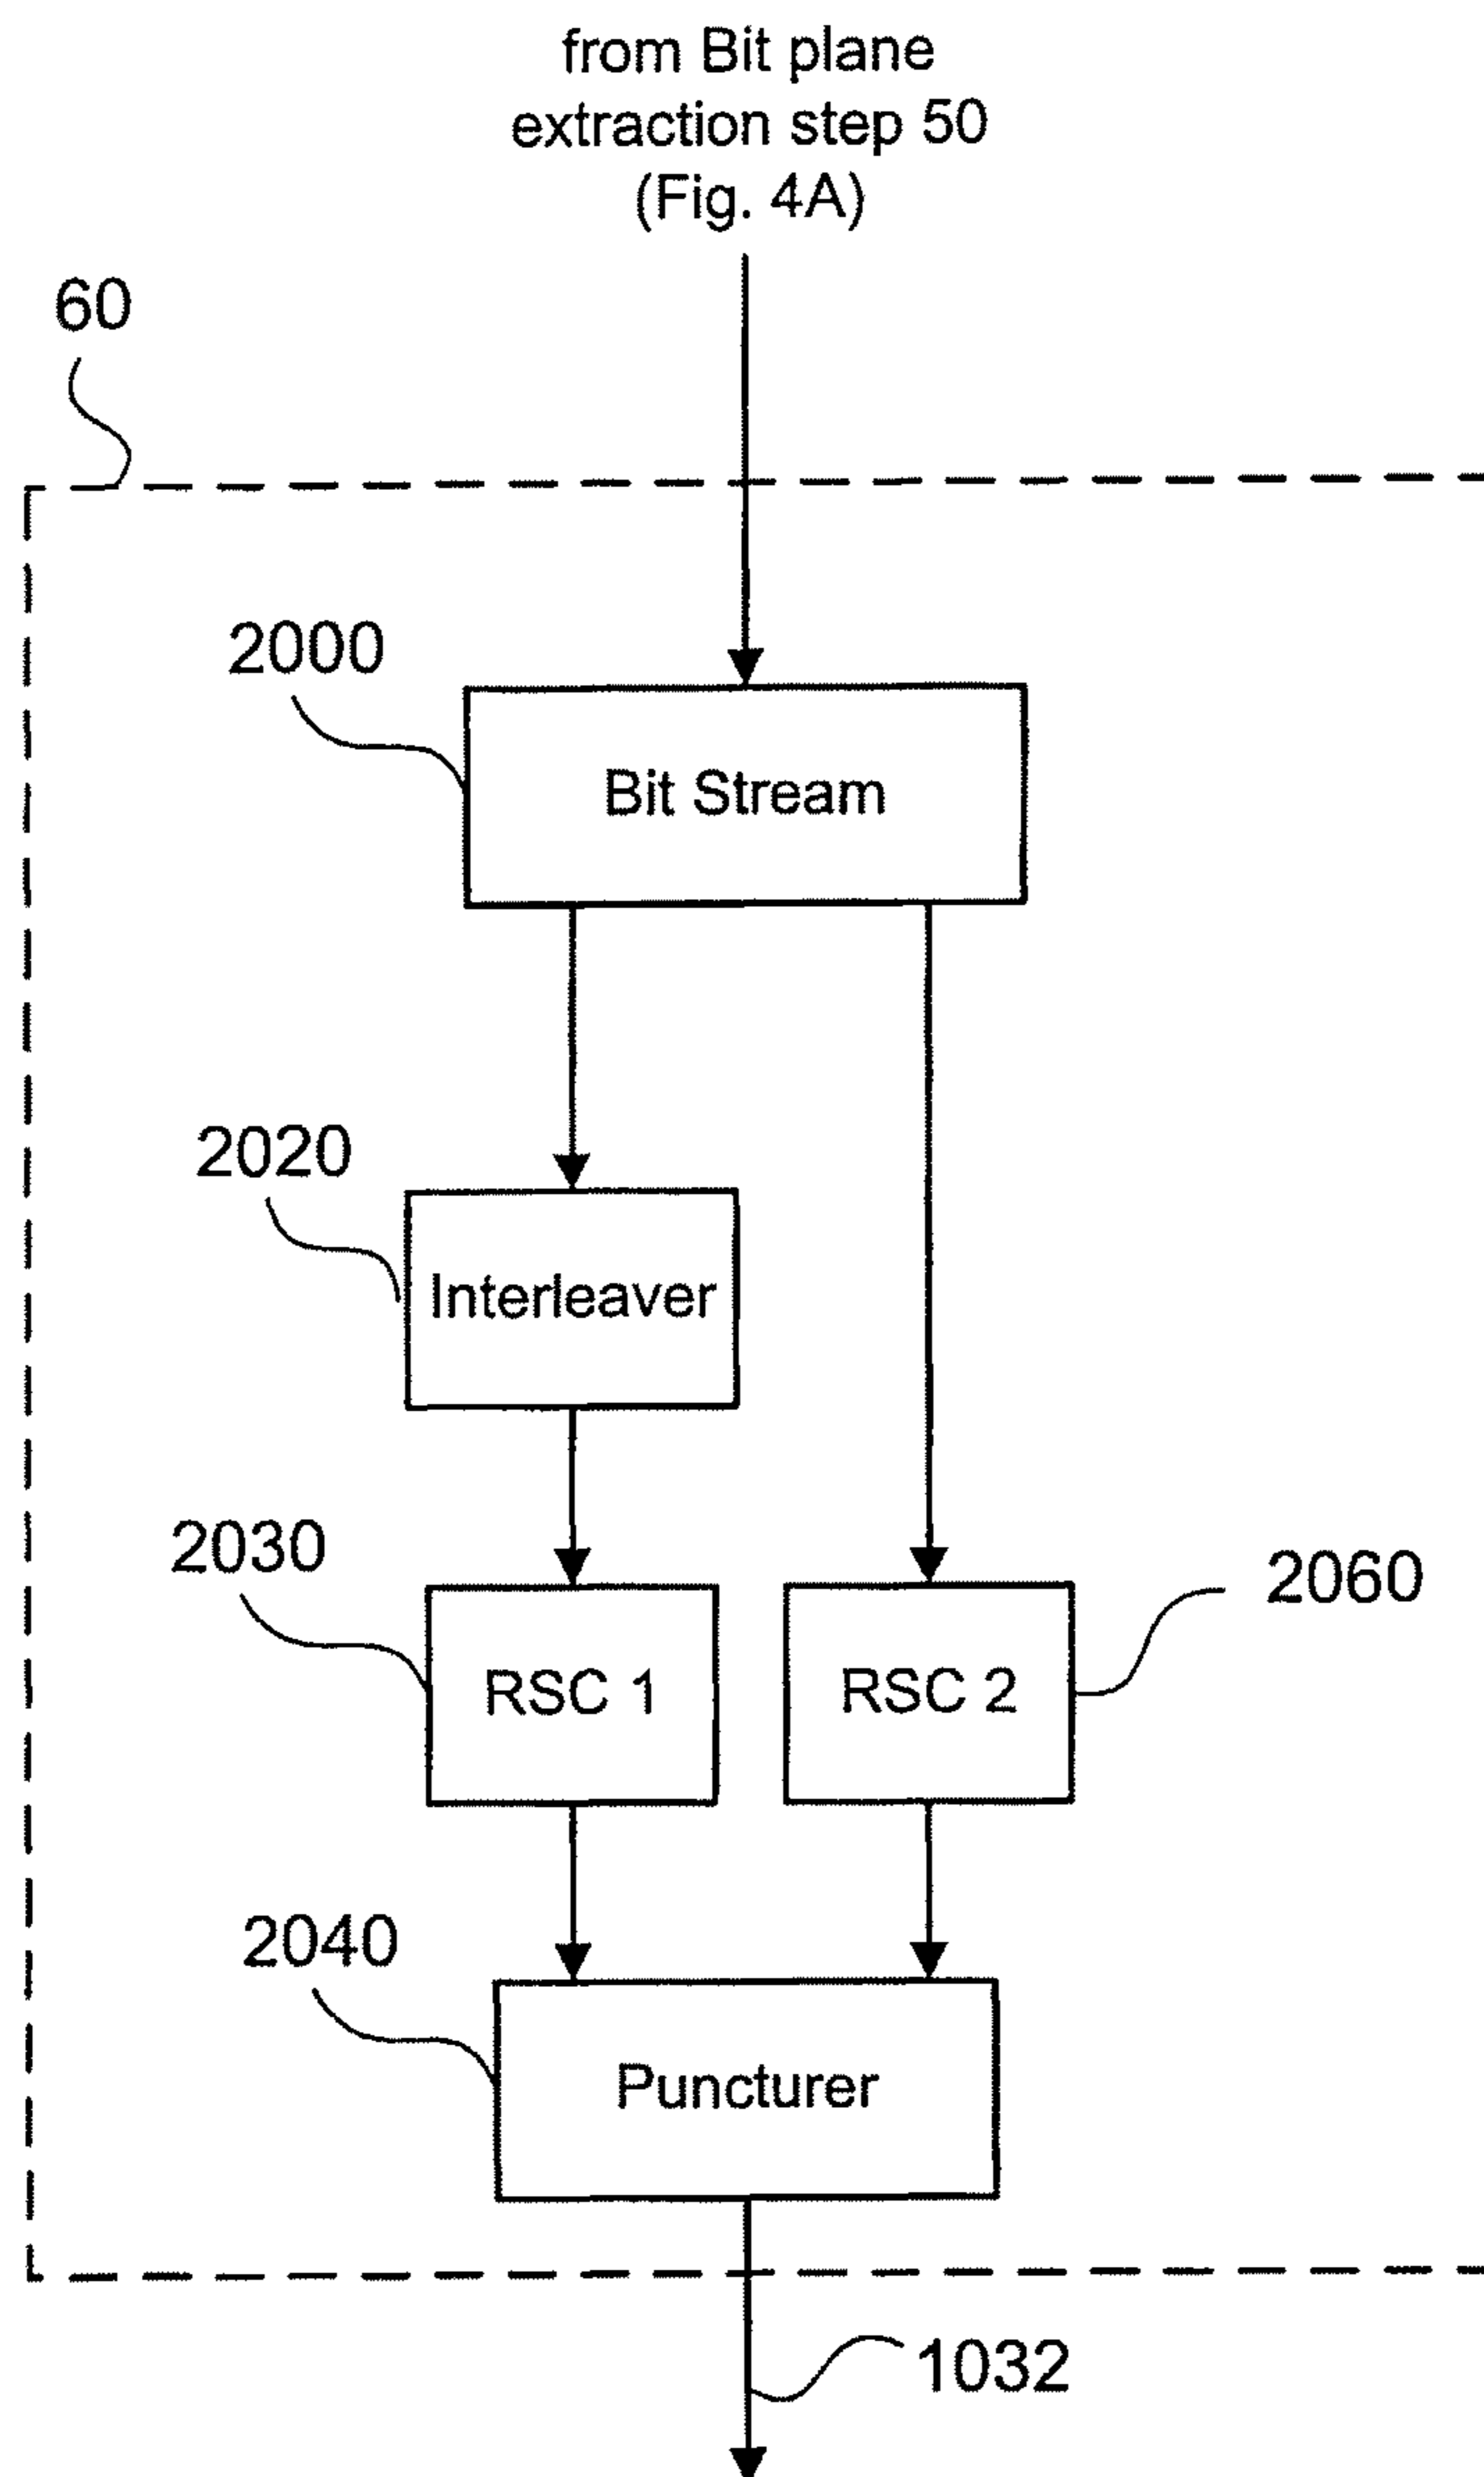 from Bit plane
extraction step 50
(Fig. 4A)
60
2000
Bit Stream
2020
Interleaver
2030
2060
RSC 1
RSC 2
2040
Puncturer
1032